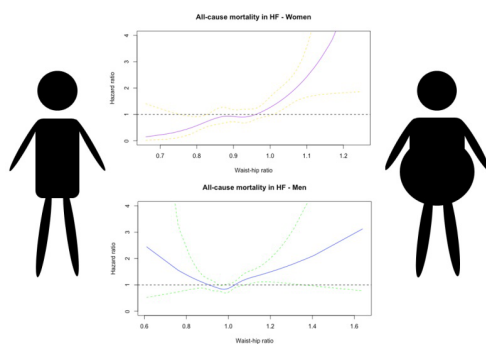 All-cause mortality in HF - Women
4
3
2
1
0
Hazard ratio
0.7 0.8 0.9 1.0 1.1 1.2
Waist-hip ratio
All-cause mortality in HF - Men
4
3
2
1
0
Hazard ratio
0.6 0.8 1.0 1.2 1.4 1.6
Waist-hip ratio